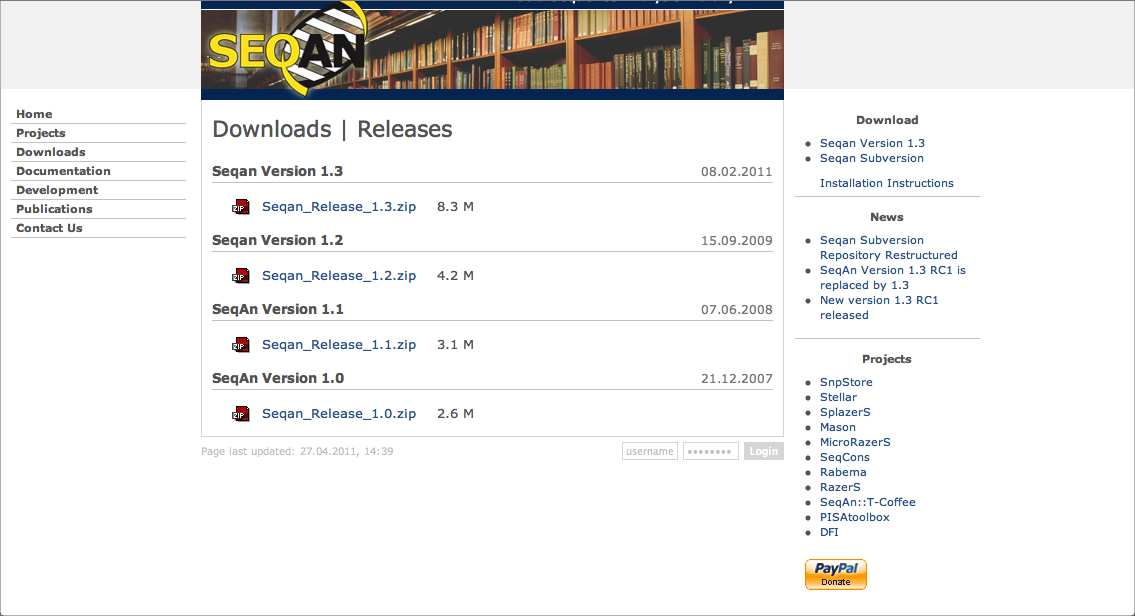 SEQAN
Home
Projects
Downloads
Documentation
Development
Publications
Contact Us
Downloads | Releases
Seqan Version 1.3 08.02.2011
ZIP Seqan_Release_1.3.zip 8.3 M
Seqan Version 1.2 15.09.2009
ZIP Seqan_Release_1.2.zip 4.2 M
SeqAn Version 1.1 07.06.2008
ZIP Seqan_Release_1.1.zip 3.1 M
SeqAn Version 1.0 21.12.2007
ZIP Seqan_Release_1.0.zip 2.6 M
Page last updated: 27.04.2011, 14:39
username •••••••• Login
Download
• Seqan Version 1.3
• Seqan Subversion
Installation Instructions
News
• Seqan Subversion
Repository Restructured
• SeqAn Version 1.3 RC1 is
replaced by 1.3
• New version 1.3 RC1
released
Projects
• SnpStore
• Stellar
• SplazerS
• Mason
• MicroRazerS
• SeqCons
• Rabema
• RazerS
• SeqAn::T-Coffee
• PISAtoolbox
• DFI
PayPal
Donate